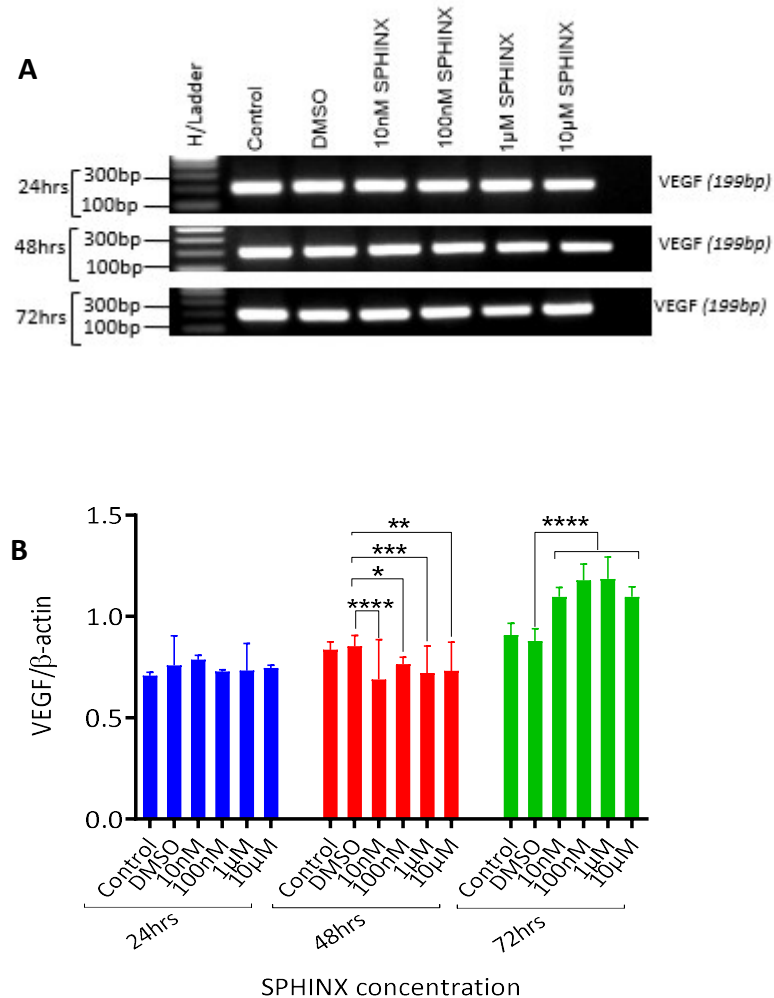 A
H/Ladder
Control
DMSO
10nM SPHINX
100nM SPHINX
1µM SPHINX
10µM SPHINX
24hrs
300bp
100bp
VEGF (199bp)
48hrs
300bp
100bp
VEGF (199bp)
72hrs
300bp
100bp
VEGF (199bp)
B
VEGF/β-actin
1.5
1.0
0.5
0.0
**
***
*
****
****
Control
DMSO
10nM
100nM
1µM
10µM
Control
DMSO
10nM
100nM
1µM
10µM
Control
DMSO
10nM
100nM
1µM
10µM
24hrs
48hrs
72hrs
SPHINX concentration